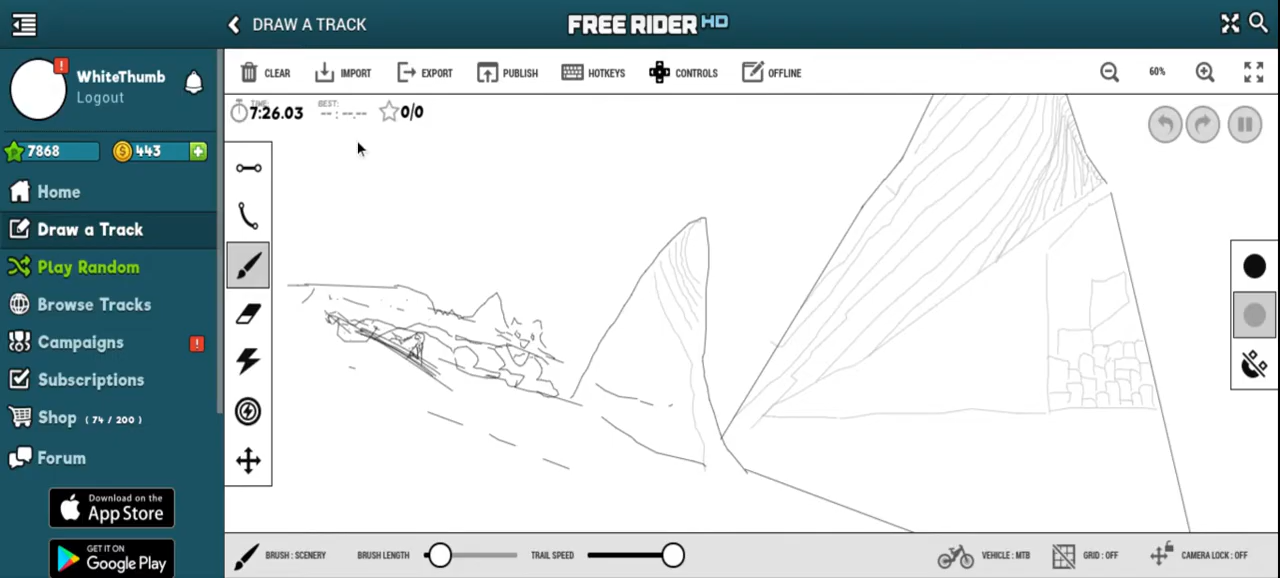 DRAW A TRACK
FREE RIDER HD
WhiteThumb
Logout
CLEAR
IMPORT
EXPORT
PUBLISH
HOTKEYS
CONTROLS
OFFLINE
60%
TIME:
7:26.03
BEST:
-- : --.--
0/0
7868
443
Home
Draw a Track
Play Random
Browse Tracks
Campaigns
Subscriptions
Shop ( 74 / 200 )
Forum
Download on the
App Store
GET IT ON
Google Play
BRUSH : SCENERY
BRUSH LENGTH
TRAIL SPEED
VEHICLE : MTB
GRID : OFF
CAMERA LOCK : OFF